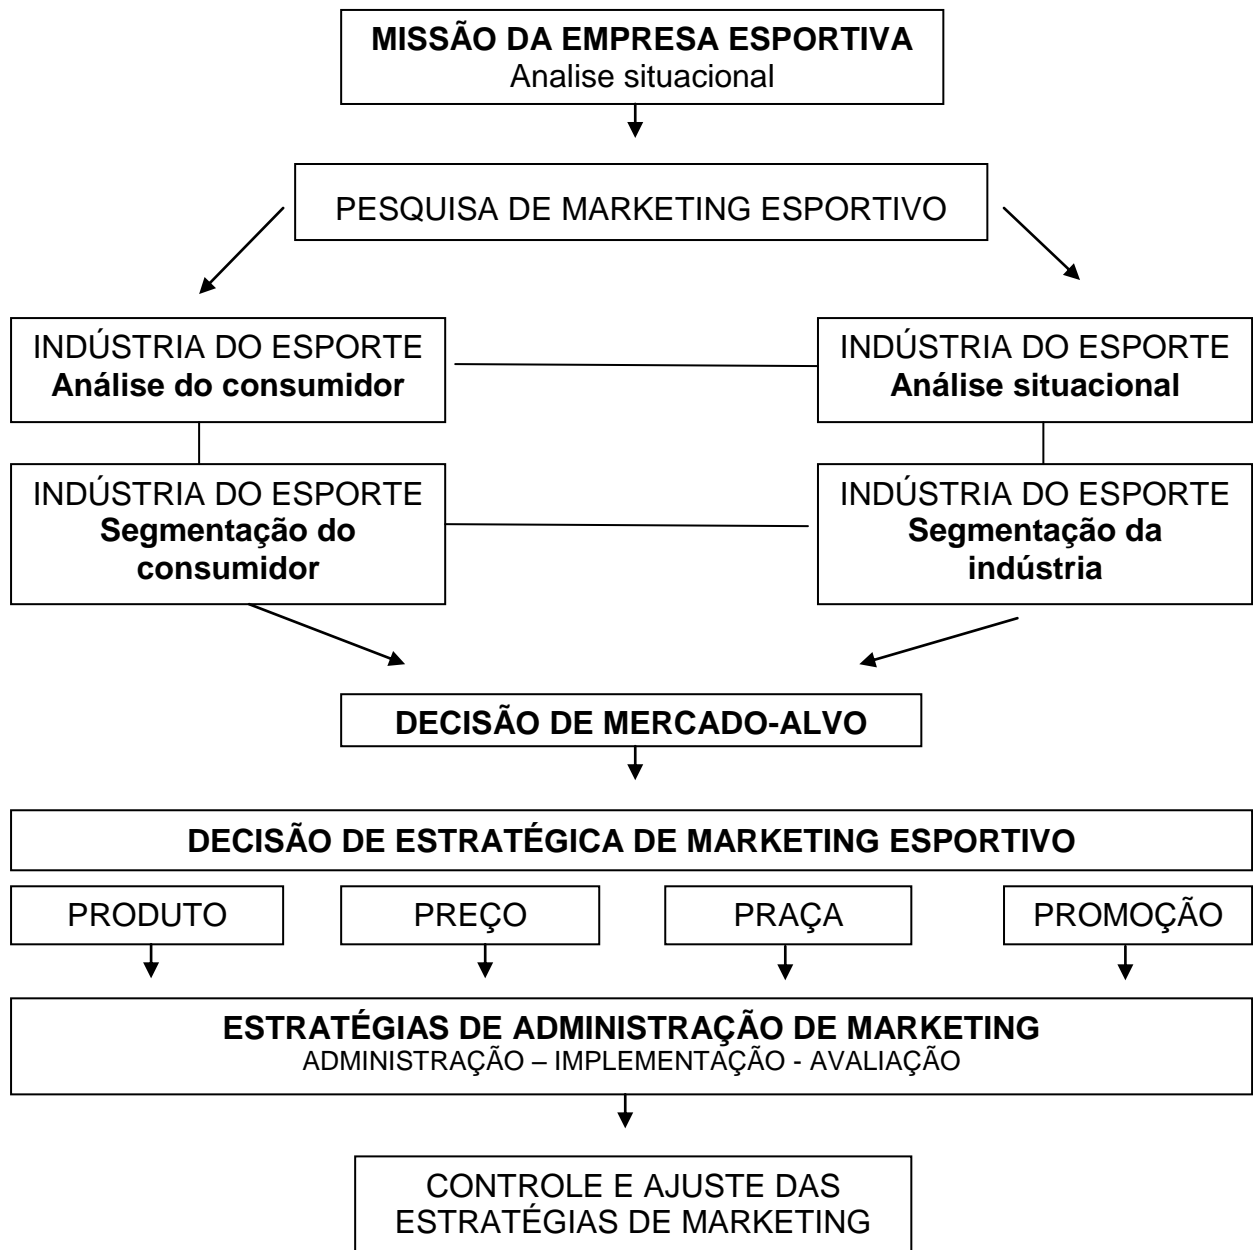 MISSÃO DA EMPRESA ESPORTIVA
Analise situacional
PESQUISA DE MARKETING ESPORTIVO
INDÚSTRIA DO ESPORTE
Análise do consumidor
INDÚSTRIA DO ESPORTE
Análise situacional
INDÚSTRIA DO ESPORTE
Segmentação do
consumidor
INDÚSTRIA DO ESPORTE
Segmentação da
indústria
DECISÃO DE MERCADO-ALVO
DECISÃO DE ESTRATÉGICA DE MARKETING ESPORTIVO
PRODUTO
PREÇO
PRAÇA
PROMOÇÃO
ESTRATÉGIAS DE ADMINISTRAÇÃO DE MARKETING
ADMINISTRAÇÃO – IMPLEMENTAÇÃO - AVALIAÇÃO
CONTROLE E AJUSTE DAS
ESTRATÉGIAS DE MARKETING